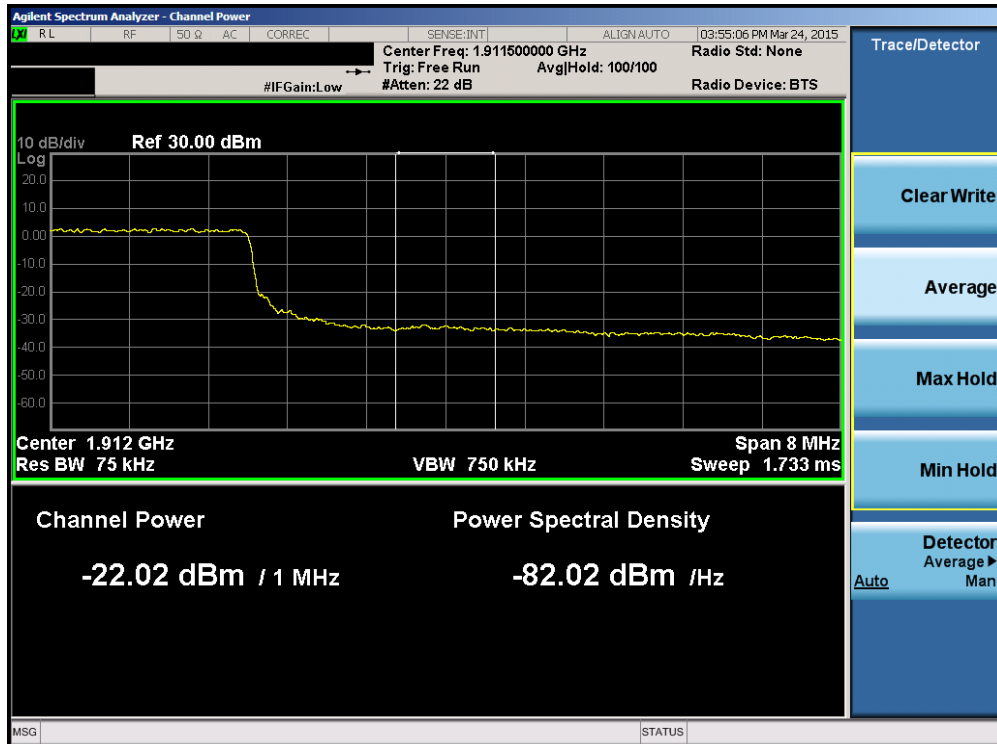 Agilent Spectrum Analyzer - Channel Power
LXI RL RF 50 Ω AC CORREC SENSE:INT ALIGN AUTO 03:55:06 PM Mar 24, 2015
Center Freq: 1.911500000 GHz Radio Std: None
Trig: Free Run Avg|Hold: 100/100
#IFGain:Low #Atten: 22 dB Radio Device: BTS
10 dB/div Ref 30.00 dBm
Log
20.0
10.0
0.00
-10.0
-20.0
-30.0
-40.0
-50.0
-60.0
Center 1.912 GHz Span 8 MHz
Res BW 75 kHz VBW 750 kHz Sweep 1.733 ms
Channel Power Power Spectral Density
-22.02 dBm / 1 MHz -82.02 dBm /Hz
Trace/Detector
Clear Write
Average
Max Hold
Min Hold
Detector
Average
Auto Man
MSG STATUS